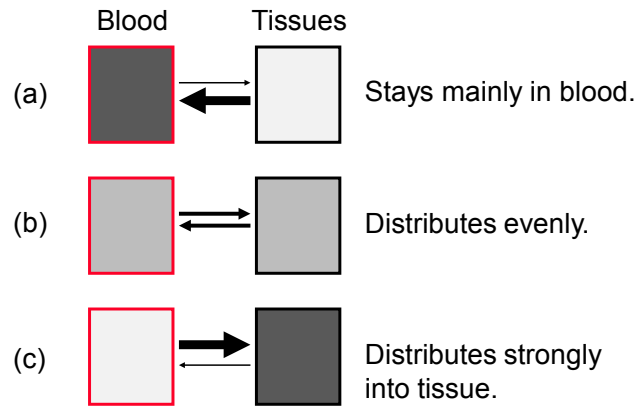 Blood Tissues
(a) Stays mainly in blood.
(b) Distributes evenly.
(c) Distributes strongly
into tissue.